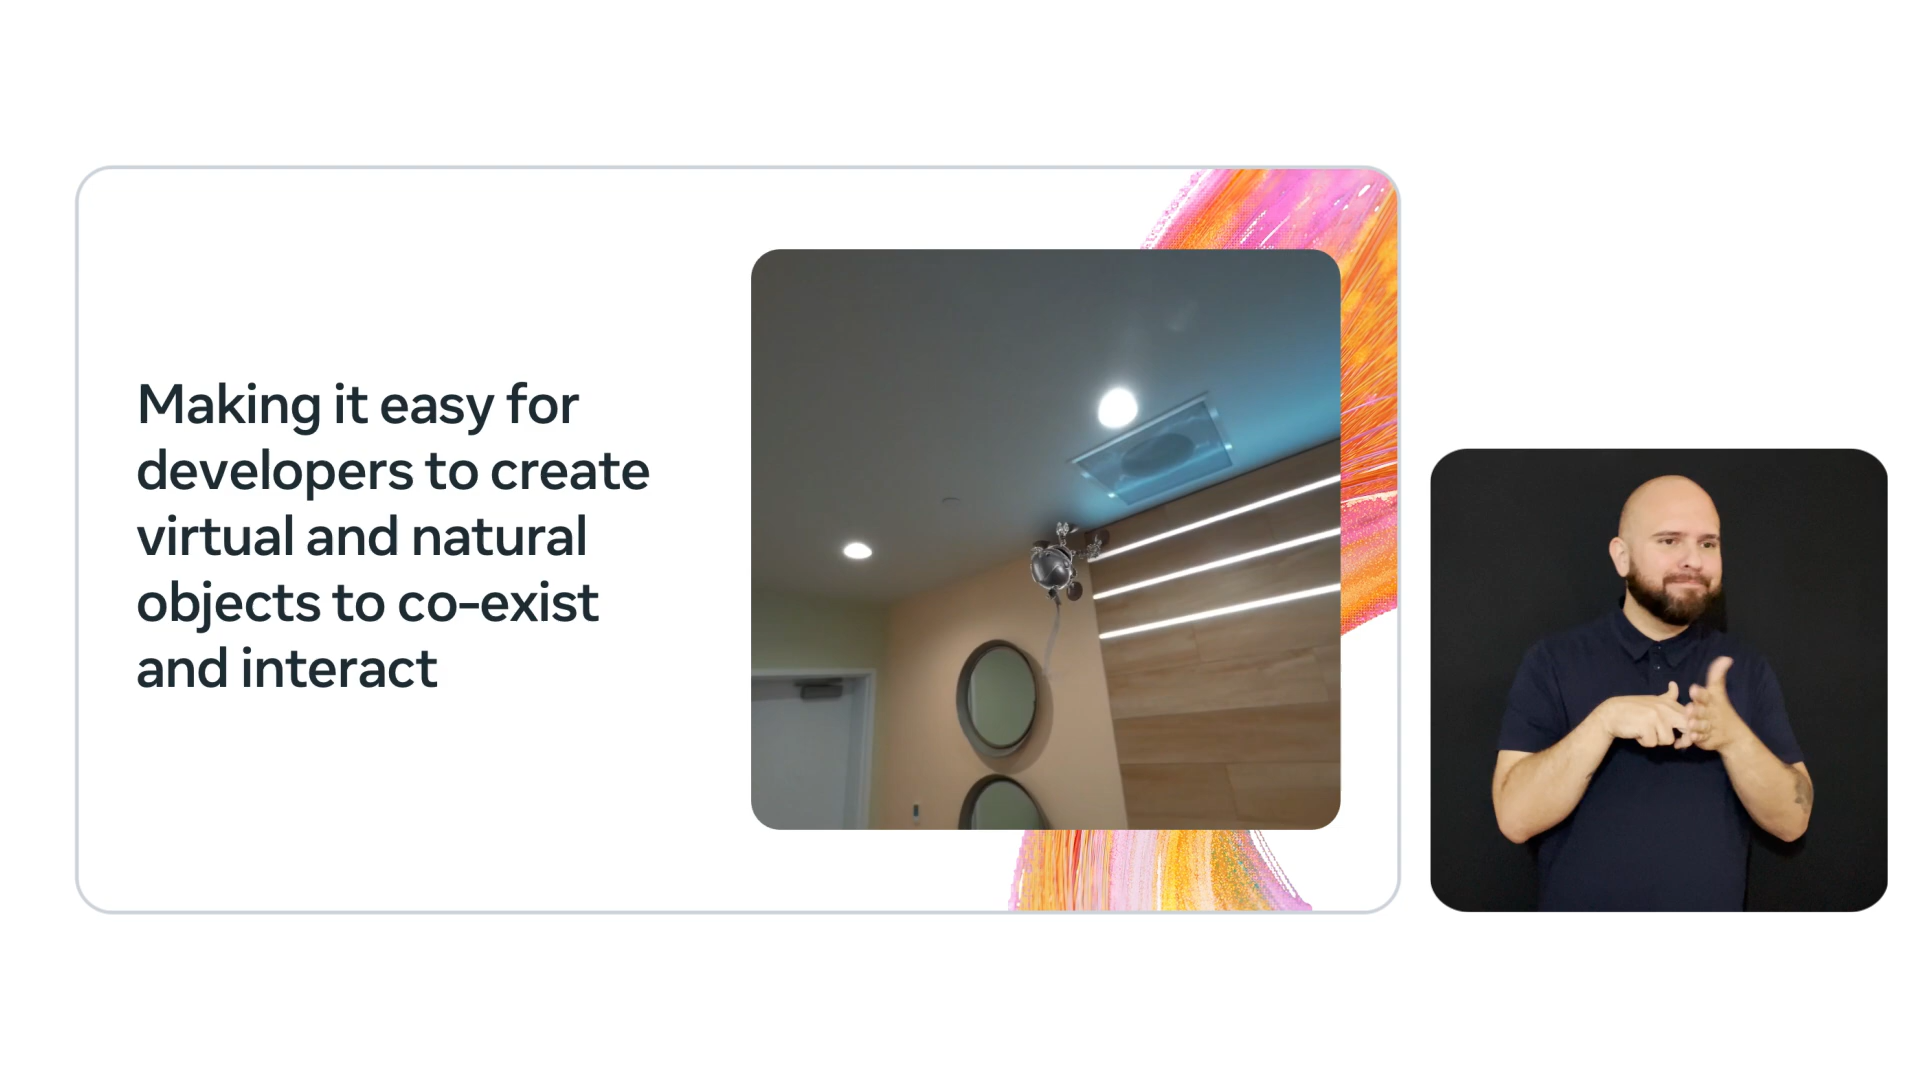 Making it easy for
developers to create
virtual and natural
objects to co-exist
and interact